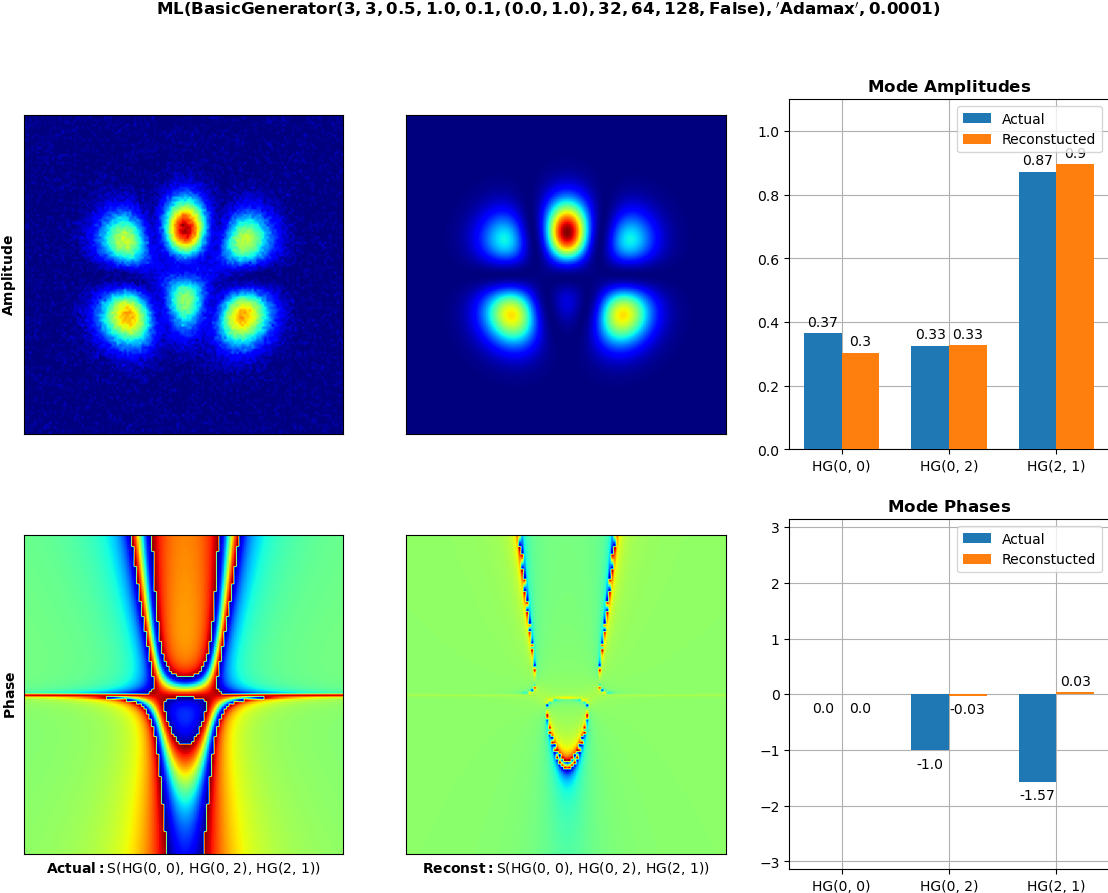 ML(BasicGenerator(3, 3, 0.5, 1.0, 0.1, (0.0, 1.0), 32, 64, 128, False), ′Adamax′, 0.0001)
Amplitude
Mode Amplitudes
Actual
Reconstucted
1.0
0.8
0.6
0.4
0.2
0.0
0.37
0.3
0.33
0.33
0.87
0.9
HG(0, 0)
HG(0, 2)
HG(2, 1)
Phase
Actual: S(HG(0, 0), HG(0, 2), HG(2, 1))
Reconst: S(HG(0, 0), HG(0, 2), HG(2, 1))
Mode Phases
Actual
Reconstucted
3
2
1
0
−1
−2
−3
0.0
0.0
-1.0
-0.03
-1.57
0.03
HG(0, 0)
HG(0, 2)
HG(2, 1)